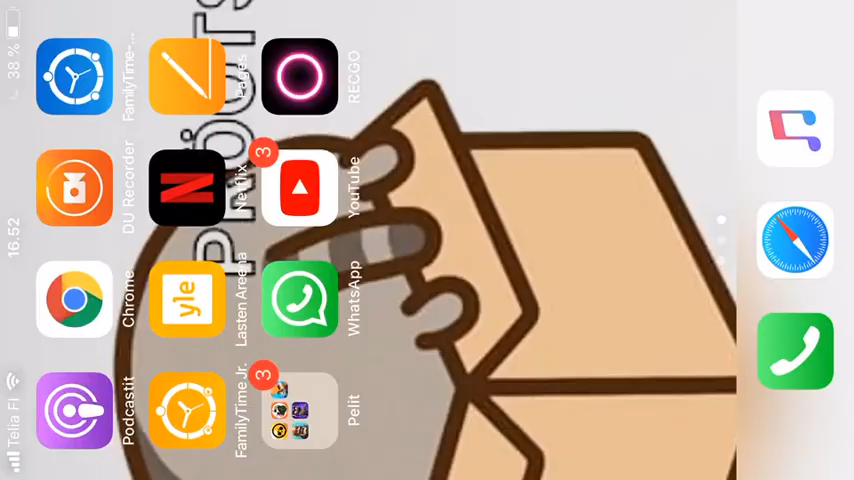 Telia FI 16.52 38 %
Podcastit Chrome DU Recorder FamilyTime-...
yle
FamilyTime Jr. Lasten Areena Netflix Pages
3 3
Pelit WhatsApp YouTube RECGO